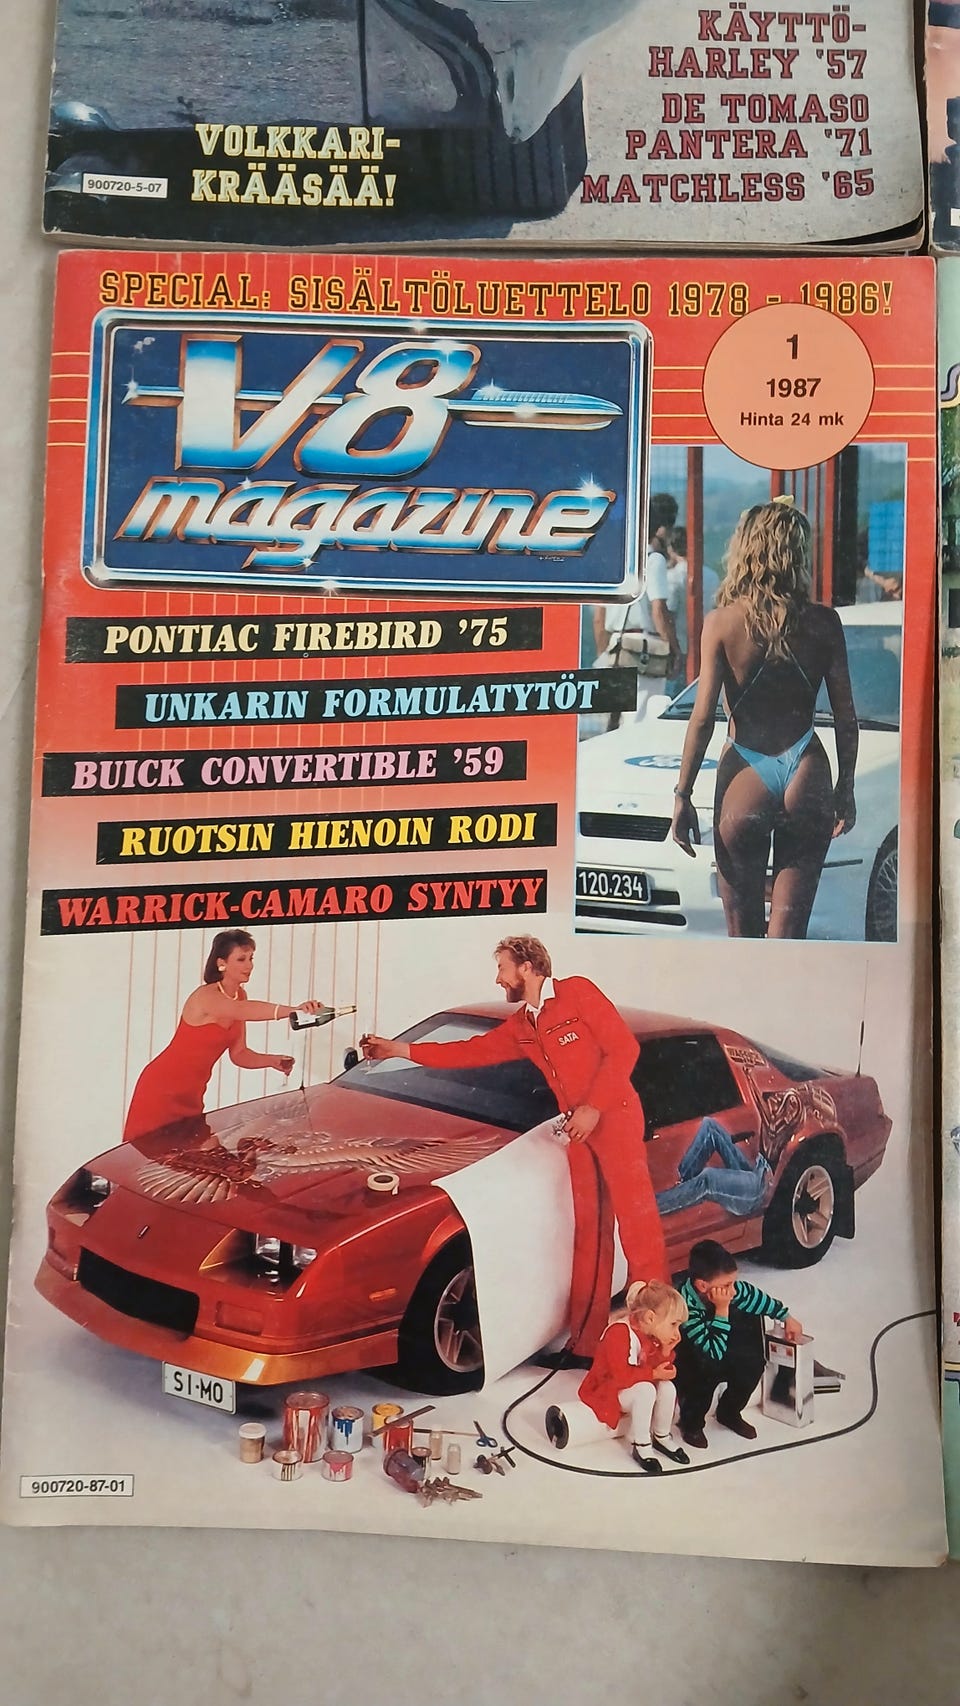 KÄYTTÖ-
HARLEY '57
DE TOMASO
PANTERA '71
MATCHLESS '65
VOLKKARI-
KRÄÄSÄÄ!
900720-5-07
SPECIAL: SISÄLTÖLUETTELO 1978 - 1986!
V8
magazine
1
1987
Hinta 24 mk
PONTIAC FIREBIRD '75
UNKARIN FORMULATYTÖT
BUICK CONVERTIBLE '59
RUOTSIN HIENOIN RODI
WARRICK-CAMARO SYNTYY
120·234
SATA
WARRICK
SI·MO
900720-87-01